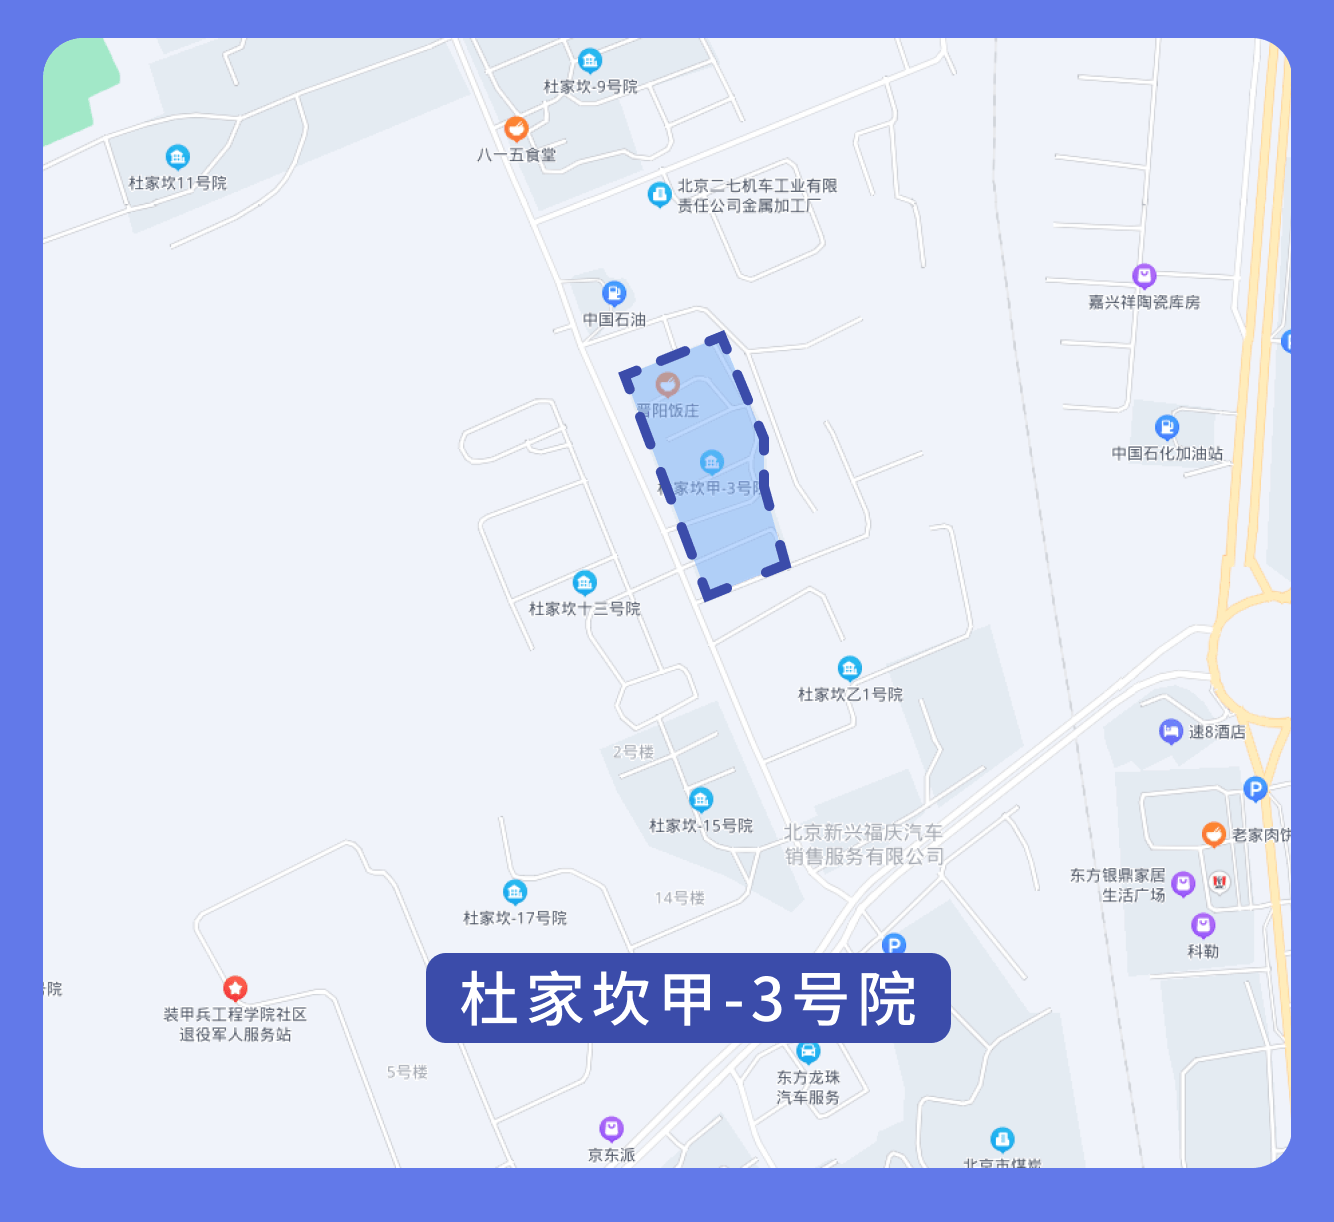 杜家坎-9号院
八一五食堂
杜家坎11号院
北京二七机车工业有限
责任公司金属加工厂
嘉兴祥陶瓷库房
中国石油
晋阳饭庄
中国石化加油站
杜家坎甲-3号院
杜家坎十三号院
杜家坎乙1号院
速8酒店
2号楼
P
杜家坎-15号院
北京新兴福庆汽车
销售服务有限公司
老家肉饼
东方银鼎家居
生活广场
14号楼
杜家坎-17号院
P
科勒
号院
杜家坎甲-3号院
装甲兵工程学院社区
退役军人服务站
5号楼
东方龙珠
汽车服务
京东派
北京市煤炭